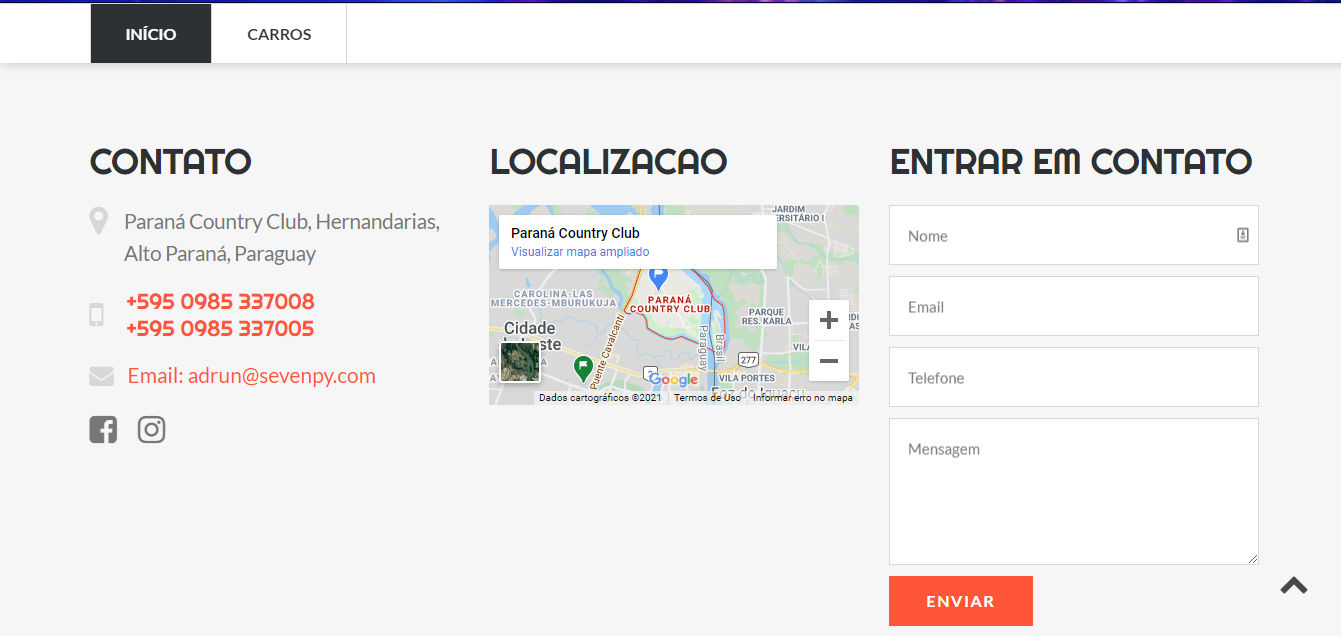 INÍCIO
CARROS
CONTATO
Paraná Country Club, Hernandarias,
Alto Paraná, Paraguay
+595 0985 337008
+595 0985 337005
Email: adrun@sevenpy.com
LOCALIZACAO
JARDIM
ERSITÁRIO I
Paraná Country Club
Visualizar mapa ampliado
CAROLINA-LAS
MERCEDES-MBURUKUJA
PARANÁ
COUNTRY CLUB
PARQUE
RES. KARLA
Cidade
Puente Cavalcanti
Paraguay
Brasil
277
VILA PORTES
Google
Foz do Iguaçu
Dados cartográficos ©2021
Termos de Uso
Informar erro no mapa
ENTRAR EM CONTATO
Nome
Email
Telefone
Mensagem
ENVIAR